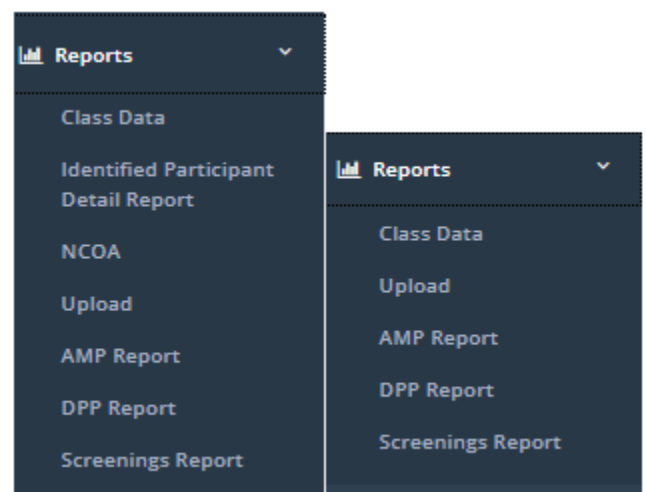 Reports
Class Data
Identified Participant
Detail Report
NCOA
Upload
AMP Report
DPP Report
Screenings Report
Reports
Class Data
Upload
AMP Report
DPP Report
Screenings Report